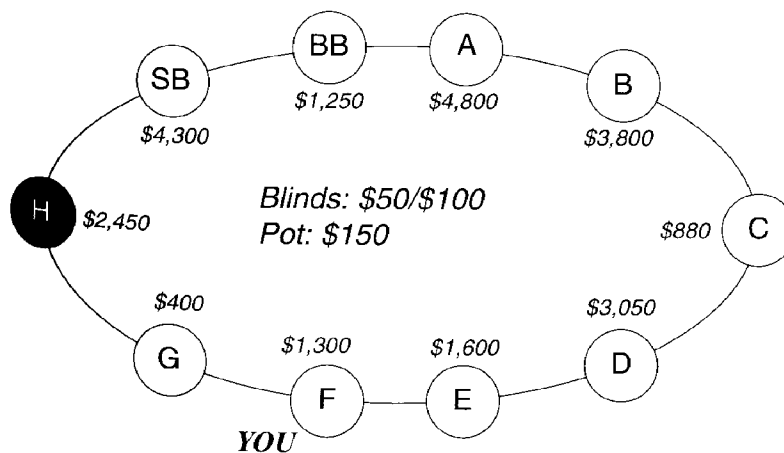 BB
A
SB
B
$1,250
$4,800
$4,300
$3,800
H
$2,450
Blinds: $50/$100
Pot: $150
$880
C
$400
$3,050
G
$1,300
$1,600
D
F
E
YOU